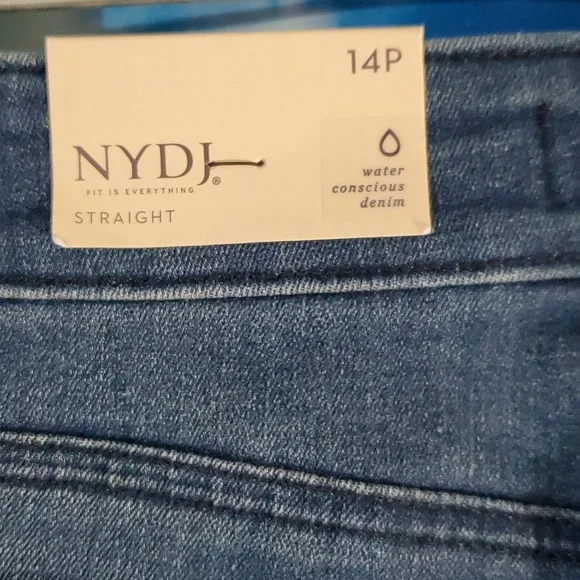 14P
NYDJ®
FIT IS EVERYTHING
STRAIGHT
water
conscious
denim